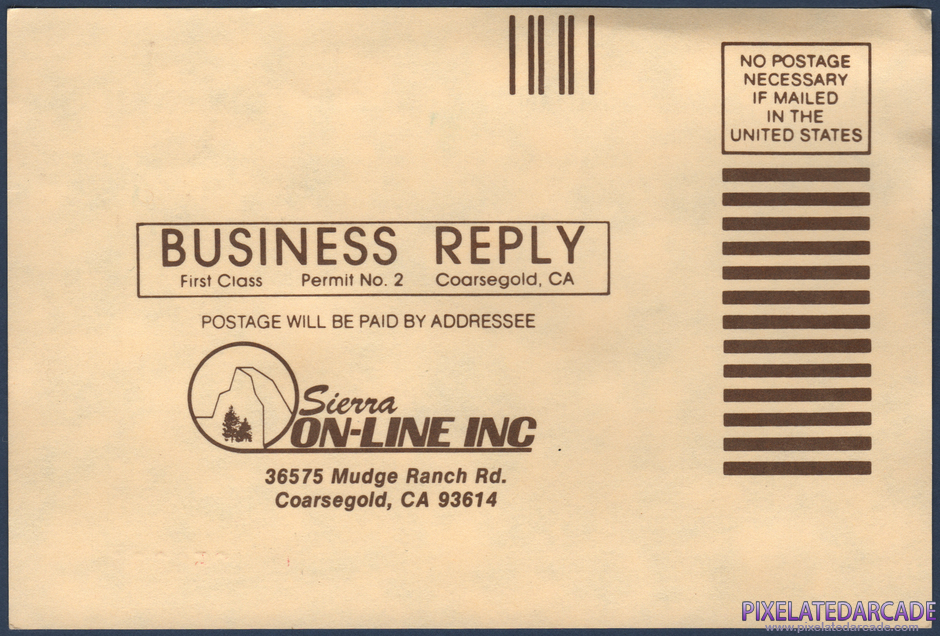 NO POSTAGE
NECESSARY
IF MAILED
IN THE
UNITED STATES
BUSINESS REPLY
First Class Permit No. 2 Coarsegold, CA
POSTAGE WILL BE PAID BY ADDRESSEE
Sierra
ON-LINE INC
36575 Mudge Ranch Rd.
Coarsegold, CA 93614
PIXELATEDARCADE
www.pixelatedarcade.com